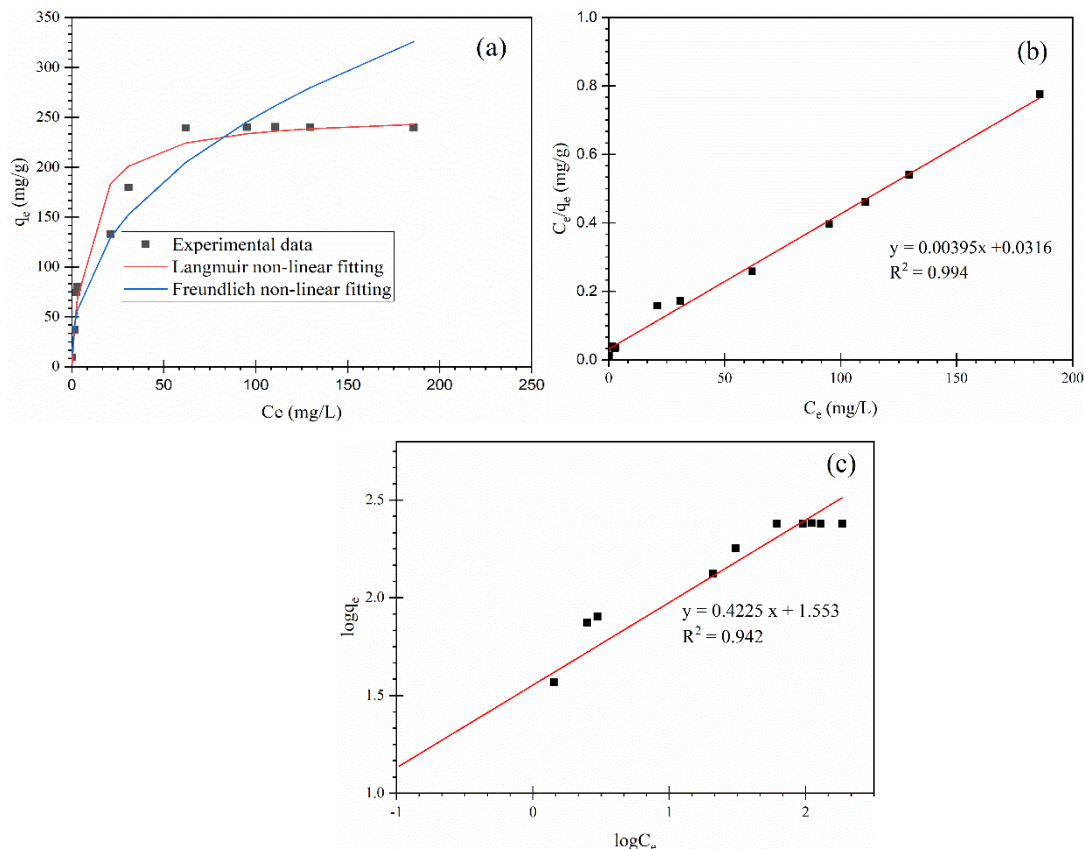 (a)
350
300
250
200
150
100
50
0
qe (mg/g)
Experimental data
Langmuir non-linear fitting
Freundlich non-linear fitting
0 50 100 150 200 250
Ce (mg/L)
(b)
1.0
0.8
0.6
0.4
0.2
0.0
Ce/qe (mg/g)
y = 0.00395x +0.0316
R² = 0.994
0 50 100 150 200
Ce (mg/L)
(c)
2.5
2.0
1.5
1.0
logqe
y = 0.4225 x + 1.553
R² = 0.942
-1 0 1 2
logCe